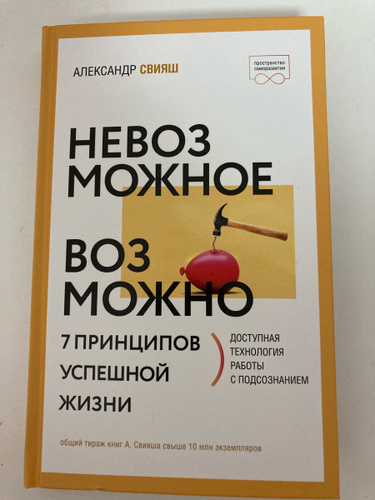 АЛЕКСАНДР СВИЯШ
пространство
саморазвития
НЕВОЗ
МОЖНОЕ
ВОЗ
МОЖНО
7 ПРИНЦИПОВ
УСПЕШНОЙ
ЖИЗНИ
ДОСТУПНАЯ
ТЕХНОЛОГИЯ
РАБОТЫ
С ПОДСОЗНАНИЕМ
общий тираж книг А. Свияша свыше 10 млн экземпляров